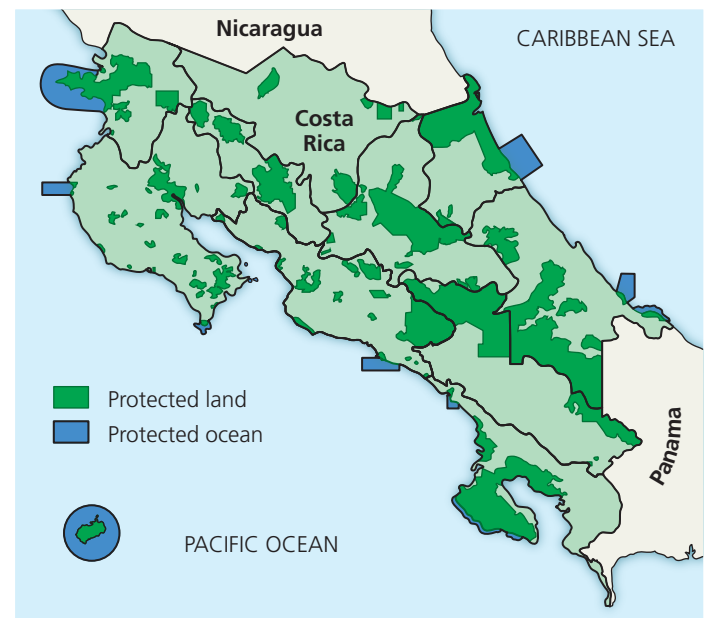 Nicaragua
CARIBBEAN SEA
Costa
Rica
Protected land
Protected ocean
Panama
PACIFIC OCEAN